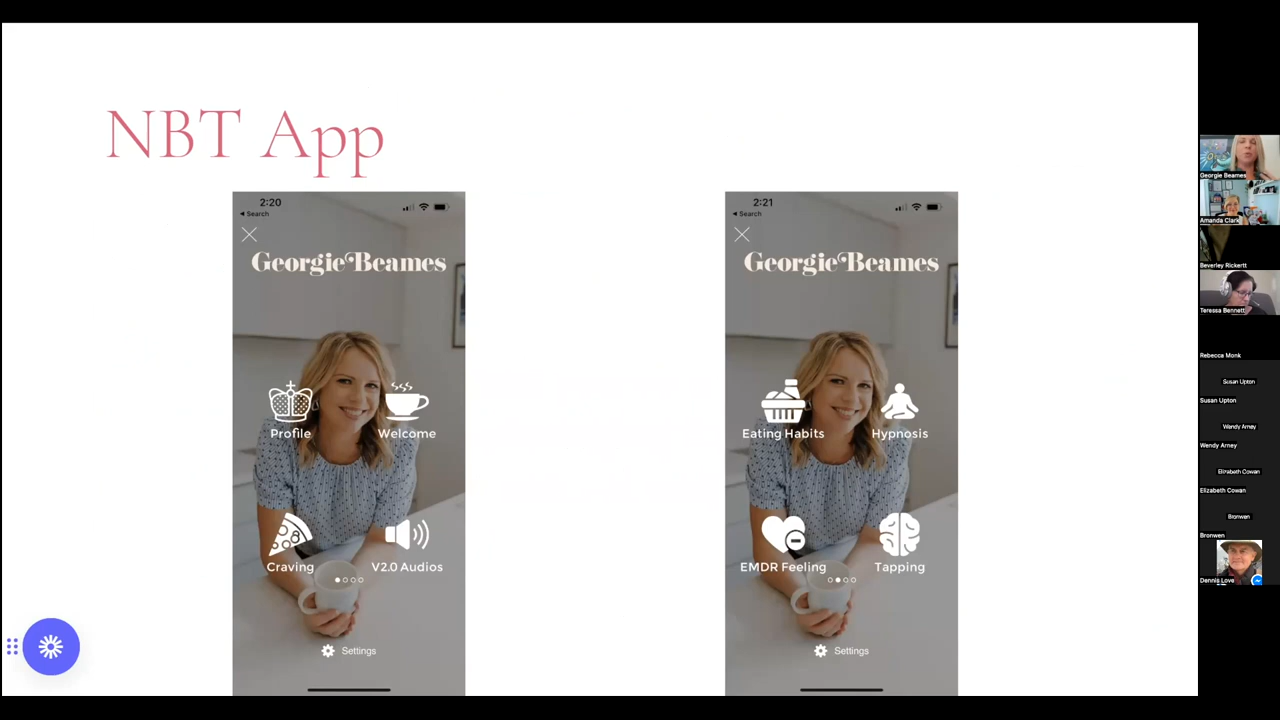 NBT App
2:20
Search
Georgie Beames
Profile
Welcome
Craving
V2.0 Audios
Settings
2:21
Search
Georgie Beames
Eating Habits
Hypnosis
EMDR Feeling
Tapping
Settings
Georgie Beames
Amanda Clark
Beverley Rickertt
Teressa Bennett
Rebecca Monk
Susan Upton
Susan Upton
Wendy Arney
Wendy Arney
Elizabeth Cowan
Elizabeth Cowan
Bronwen
Bronwen
Dennis Love